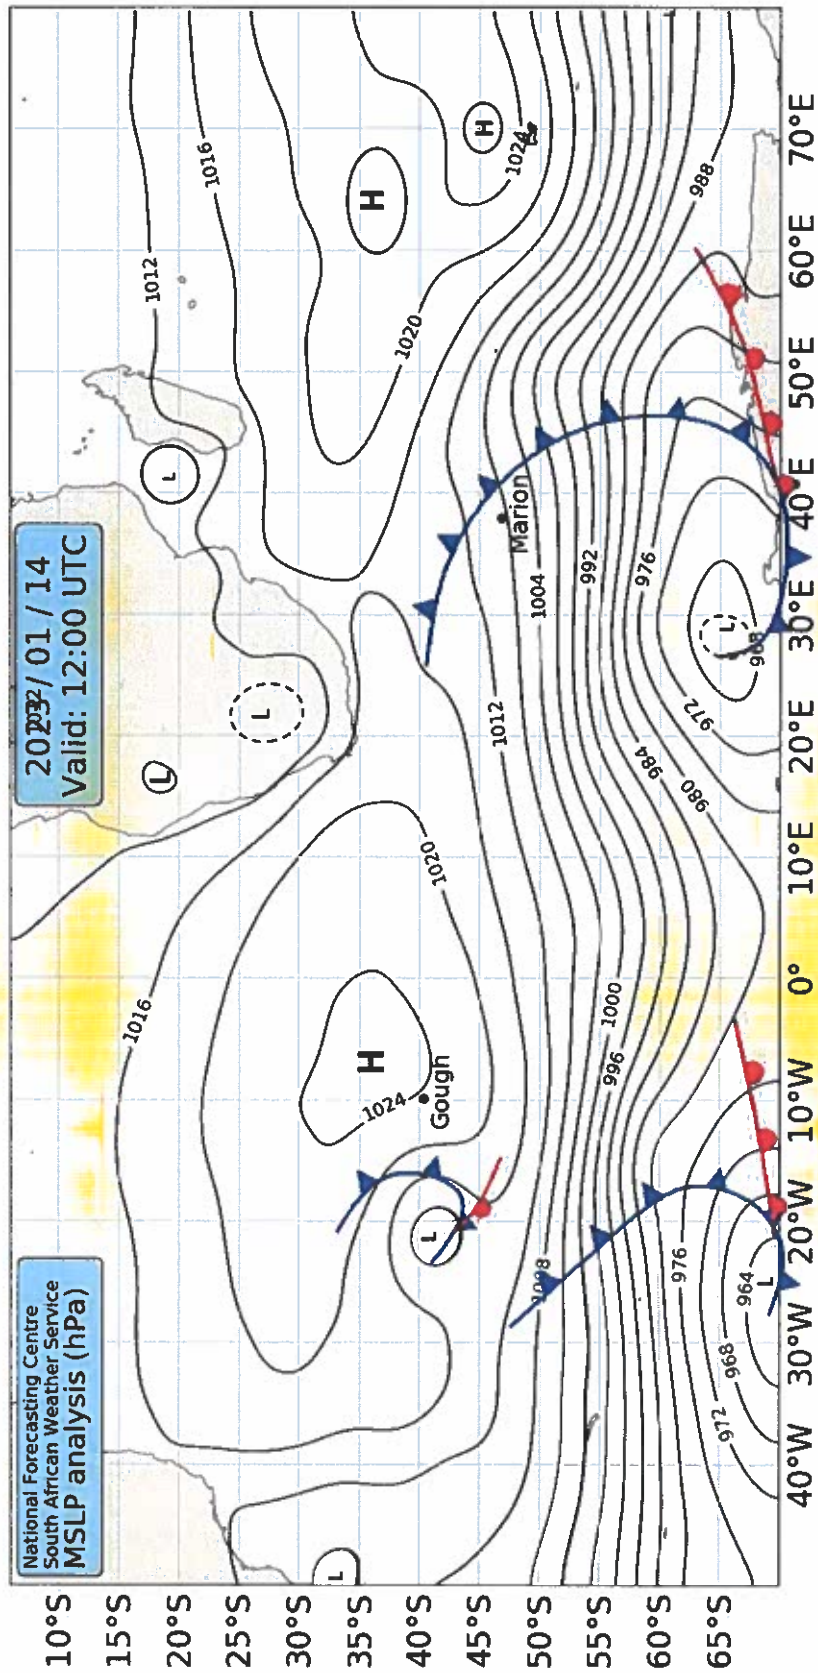 National Forecasting Centre
South African Weather Service
MSLP analysis (hPa)
/ 01 / 14
Valid: 12:00 UTC
10°S
15°S
20°S
25°S
30°S
35°S
40°S
45°S
50°S
55°S
60°S
65°S
40°W
30°W
20°W
10°W
0°
10°E
20°E
30°E
40°E
50°E
60°E
70°E
1016
1012
1016
L
L
L
L
H
H
H
L
L
L
L
L
1024
1020
1020
1024
Gough
Marion
1012
1004
1000
996
992
988
984
980
976
976
972
972
968
968
964